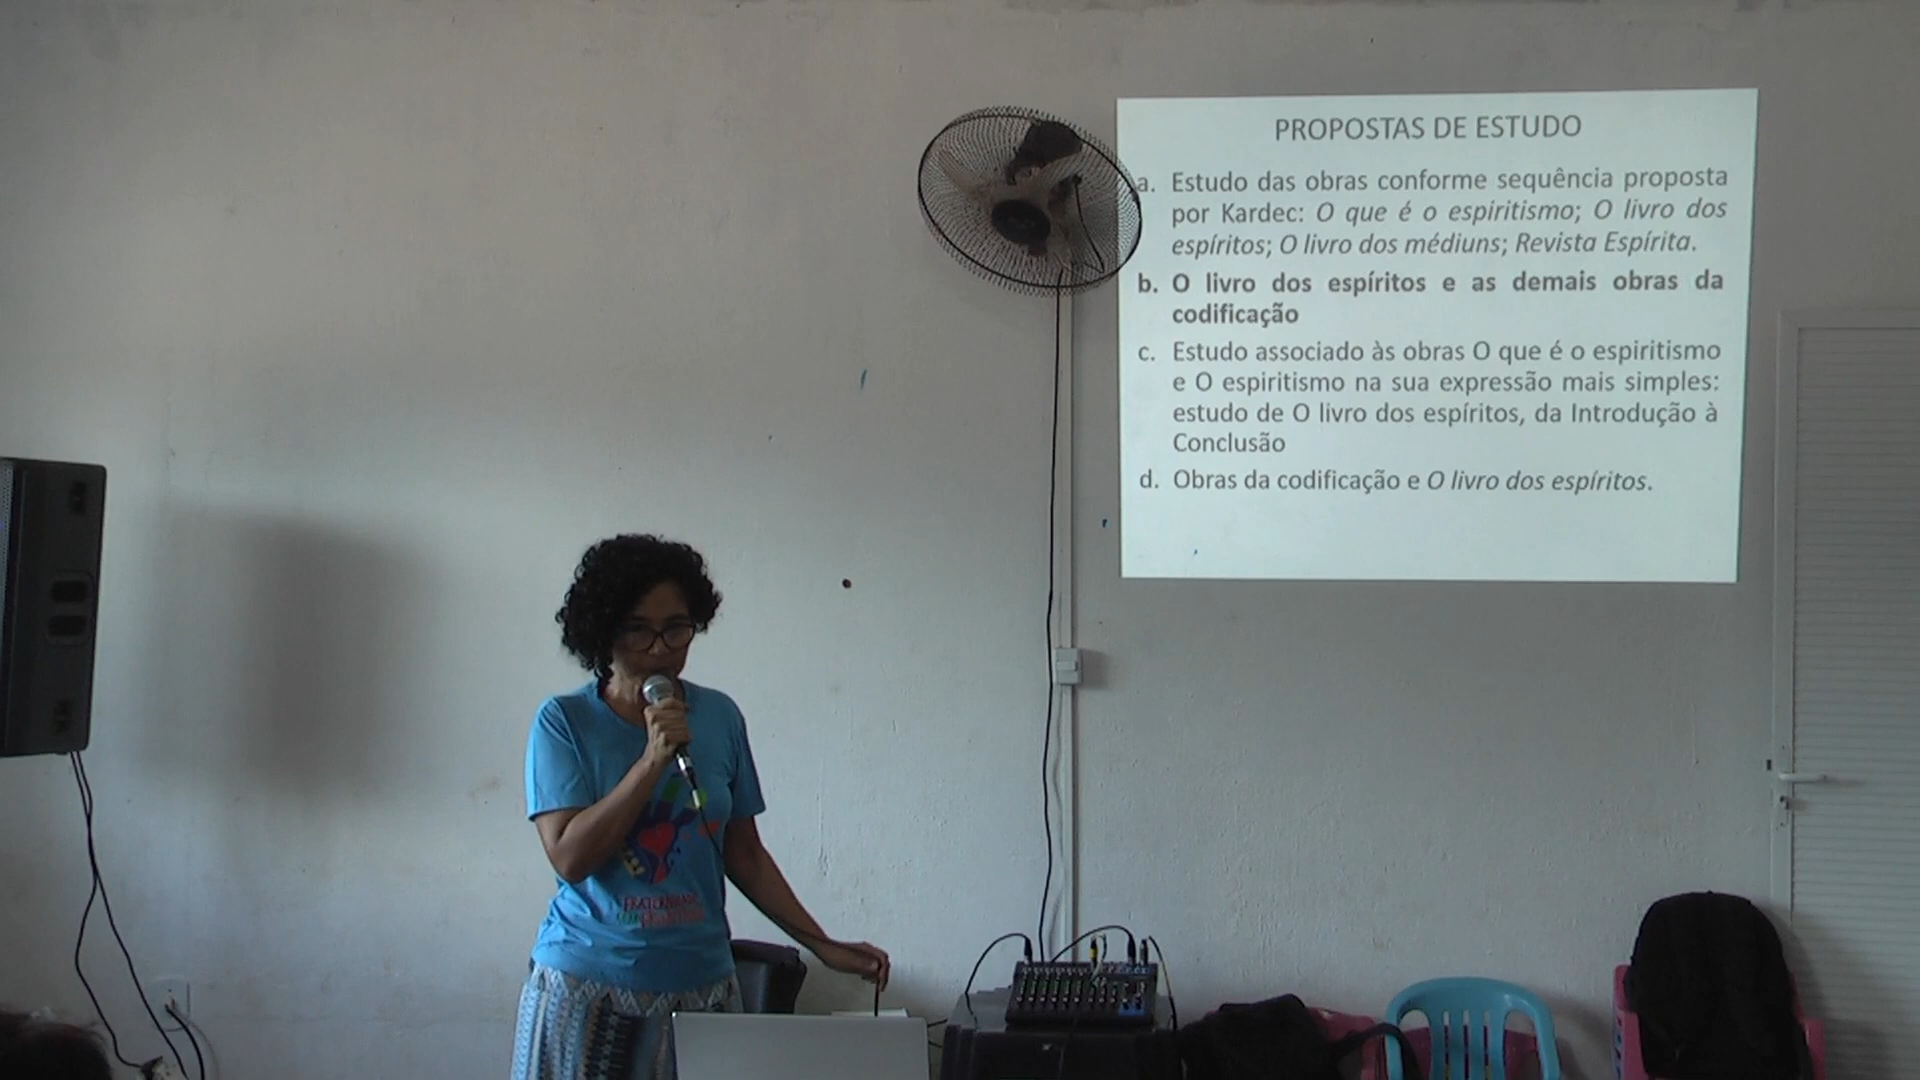 PROPOSTAS DE ESTUDO
a. Estudo das obras conforme sequência proposta
por Kardec: O que é o espiritismo; O livro dos
espíritos; O livro dos médiuns; Revista Espírita.
b. O livro dos espíritos e as demais obras da
codificação
c. Estudo associado às obras O que é o espiritismo
e O espiritismo na sua expressão mais simples:
estudo de O livro dos espíritos, da Introdução à
Conclusão
d. Obras da codificação e O livro dos espíritos.